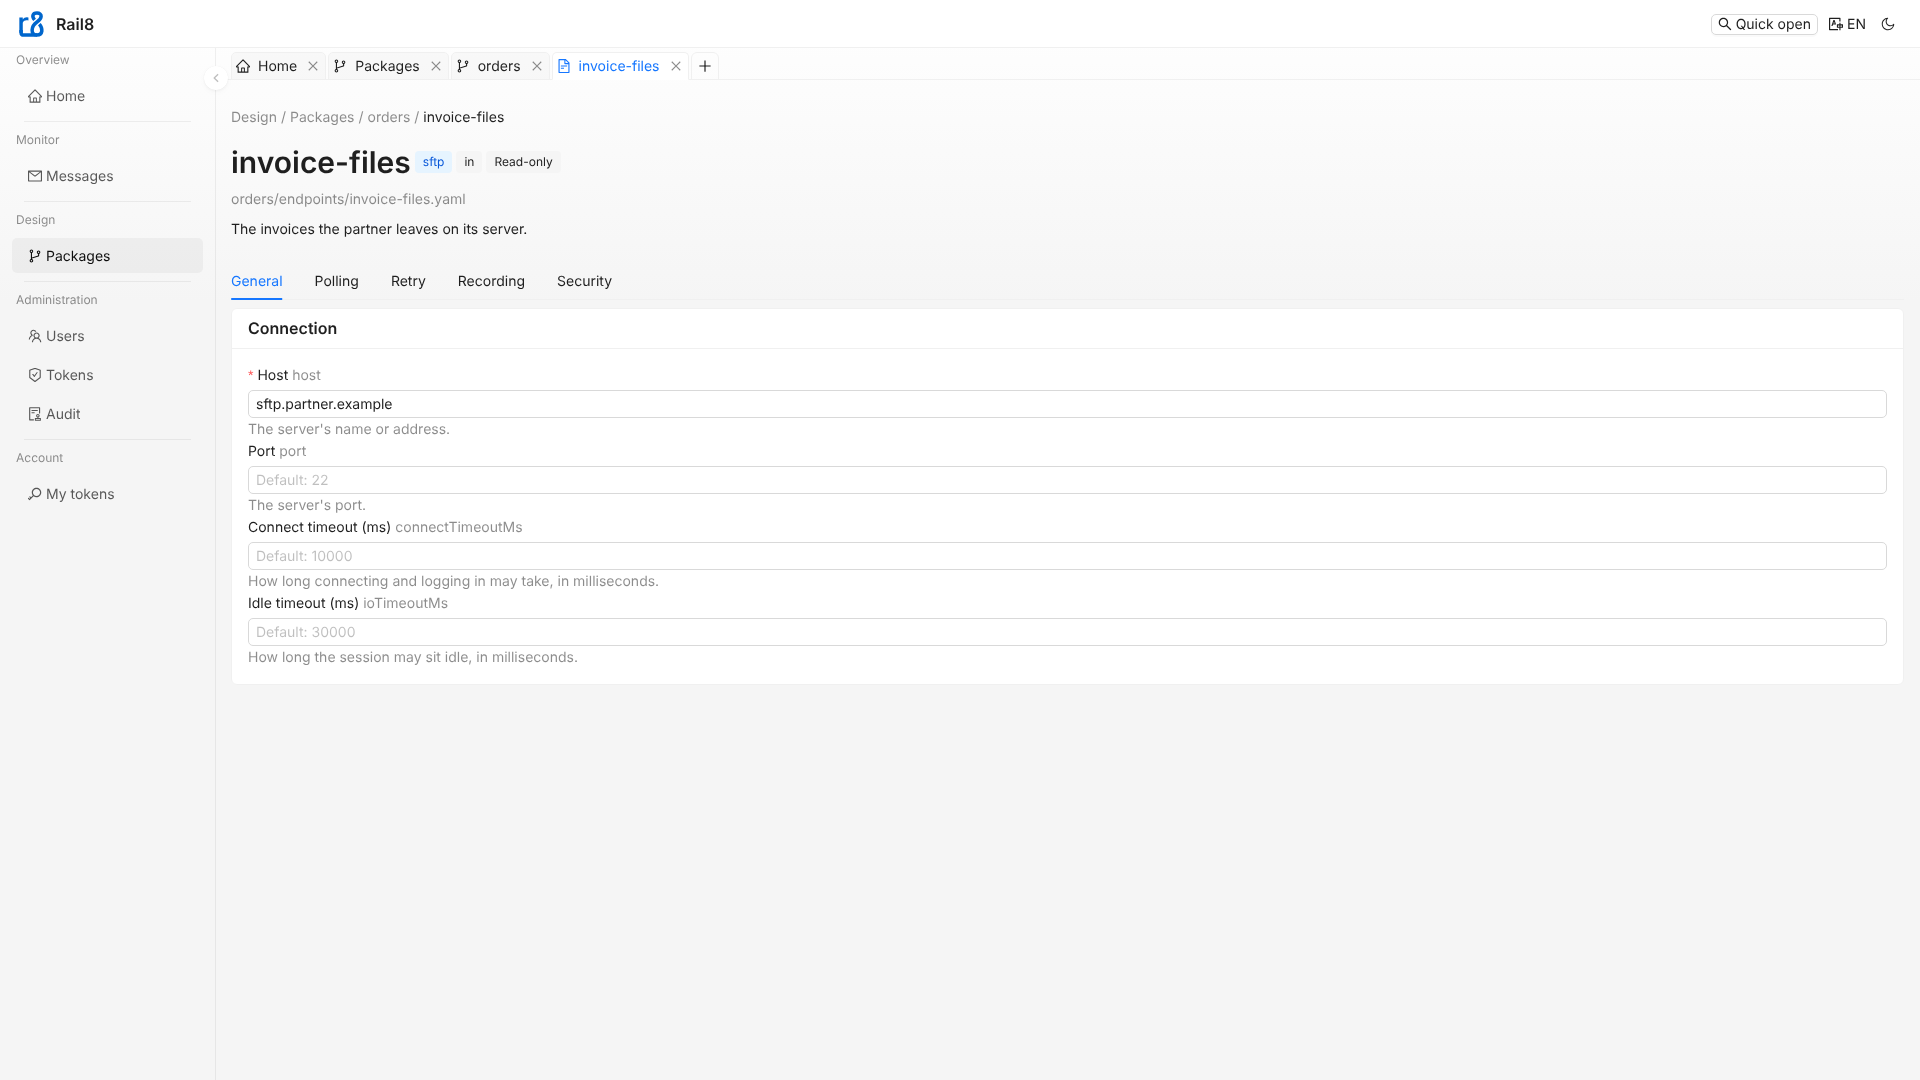 Rail8
Quick open
EN
Overview
Home
Monitor
Messages
Design
Packages
Administration
Users
Tokens
Audit
Account
My tokens
Home
Packages
orders
invoice-files
Design / Packages / orders / invoice-files
invoice-files sftp in Read-only
orders/endpoints/invoice-files.yaml
The invoices the partner leaves on its server.
General Polling Retry Recording Security
Connection
* Host host
sftp.partner.example
The server's name or address.
Port port
Default: 22
The server's port.
Connect timeout (ms) connectTimeoutMs
Default: 10000
How long connecting and logging in may take, in milliseconds.
Idle timeout (ms) ioTimeoutMs
Default: 30000
How long the session may sit idle, in milliseconds.